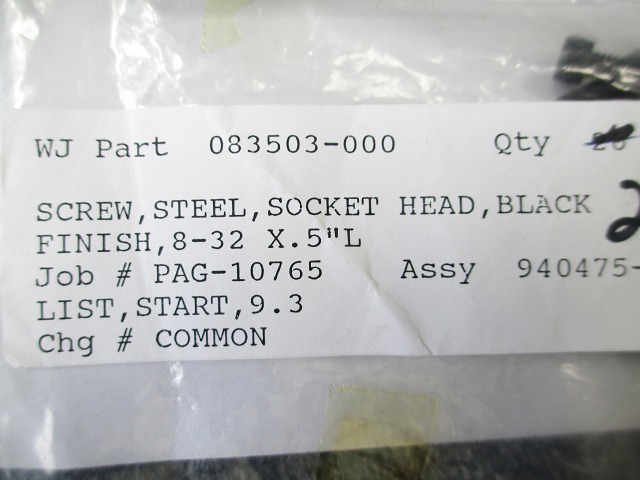 WJ Part 083503-000 Qty
SCREW,STEEL,SOCKET HEAD,BLACK
FINISH,8-32 X.5"L
Job # PAG-10765 Assy 940475-
LIST,START,9.3
Chg # COMMON